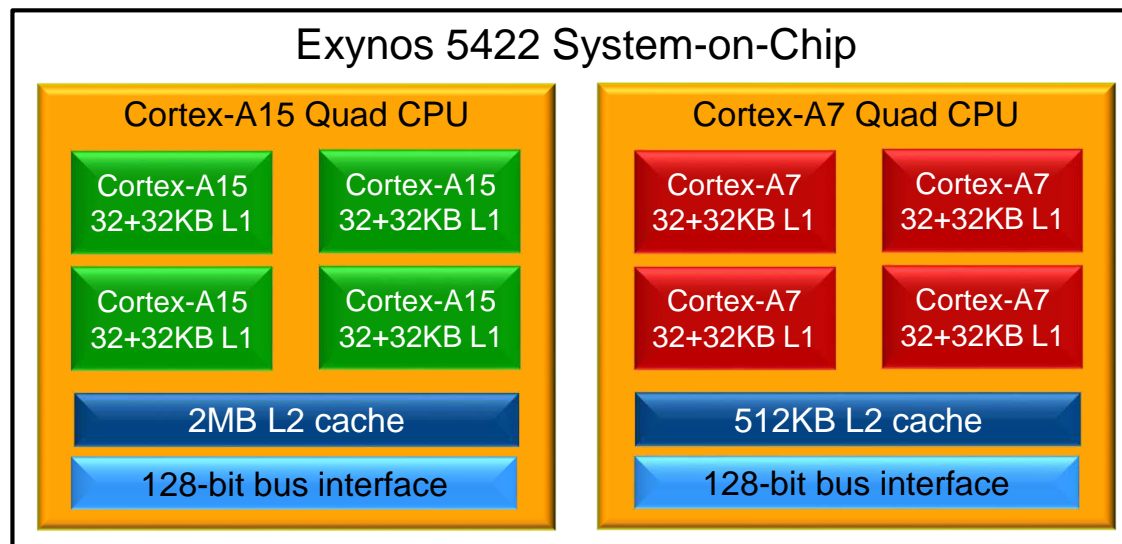 Exynos 5422 System-on-Chip
Cortex-A15 Quad CPU
Cortex-A15
32+32KB L1
Cortex-A15
32+32KB L1
Cortex-A15
32+32KB L1
Cortex-A15
32+32KB L1
2MB L2 cache
128-bit bus interface
Cortex-A7 Quad CPU
Cortex-A7
32+32KB L1
Cortex-A7
32+32KB L1
Cortex-A7
32+32KB L1
Cortex-A7
32+32KB L1
512KB L2 cache
128-bit bus interface